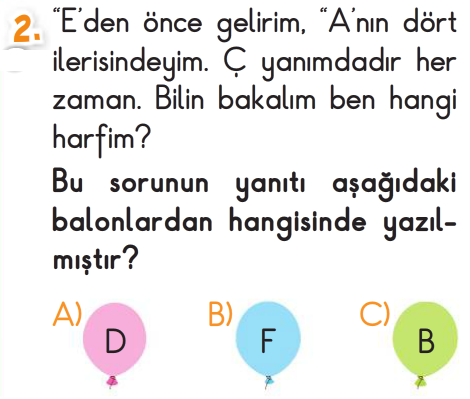 2. "E'den önce gelirim, "A'nın dört
ilerisindeyim. Ç yanımdadır her
zaman. Bilin bakalım ben hangi
harfim?
Bu sorunun yanıtı aşağıdaki
balonlardan hangisinde yazıl-
mıştır?
A) D B) F C) B